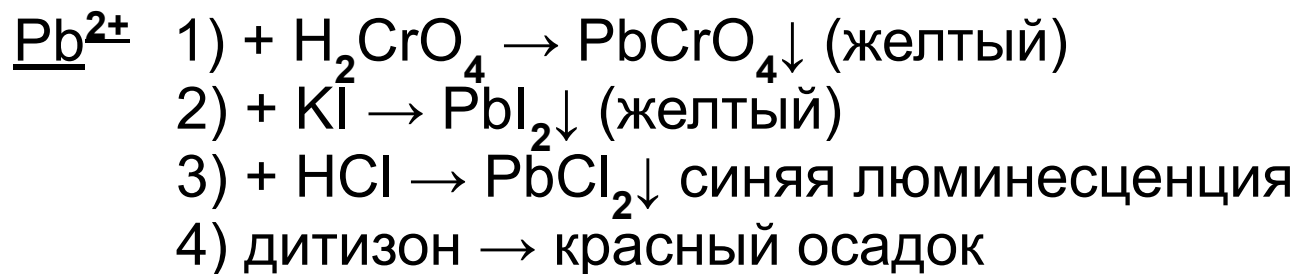 Pb²⁺ 1) + H₂CrO₄ → PbCrO₄↓ (желтый)
2) + KI → PbI₂↓ (желтый)
3) + HCl → PbCl₂↓ синяя люминесценция
4) дитизон → красный осадок